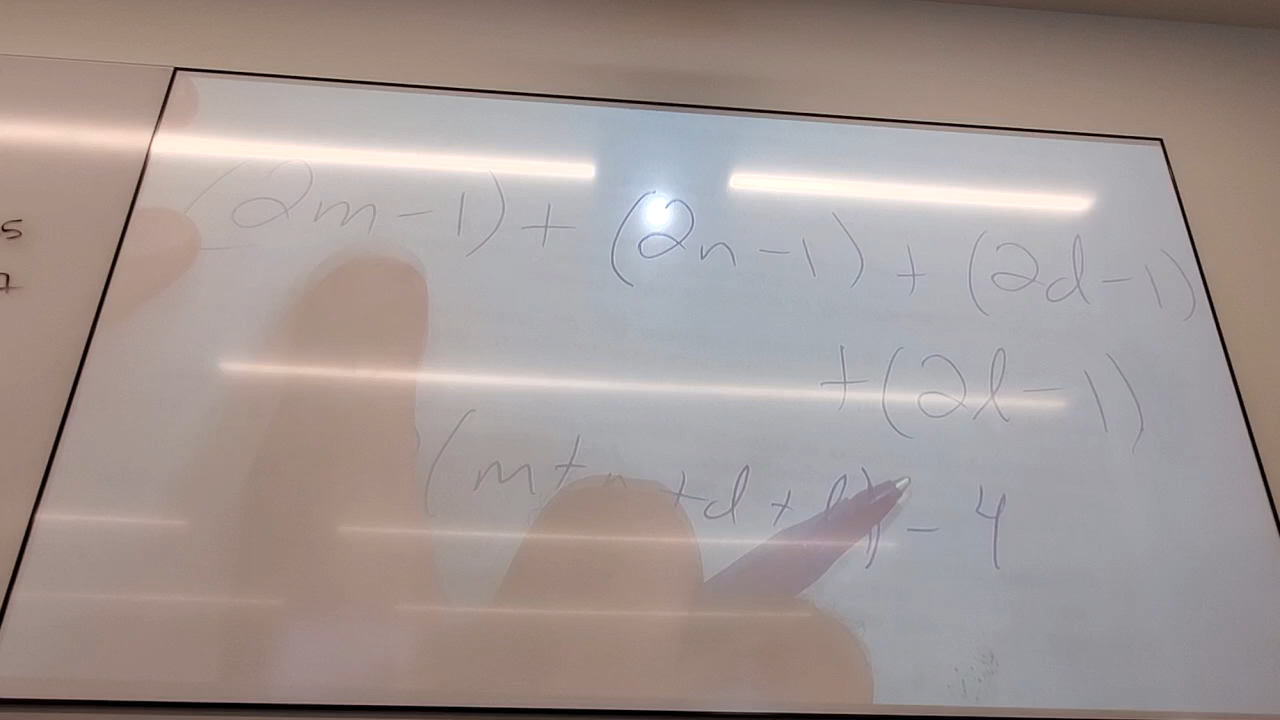 s
(2m-1)+(2n-1)+(2d-1)
+(2l-1)
(m+n+d+l)-4